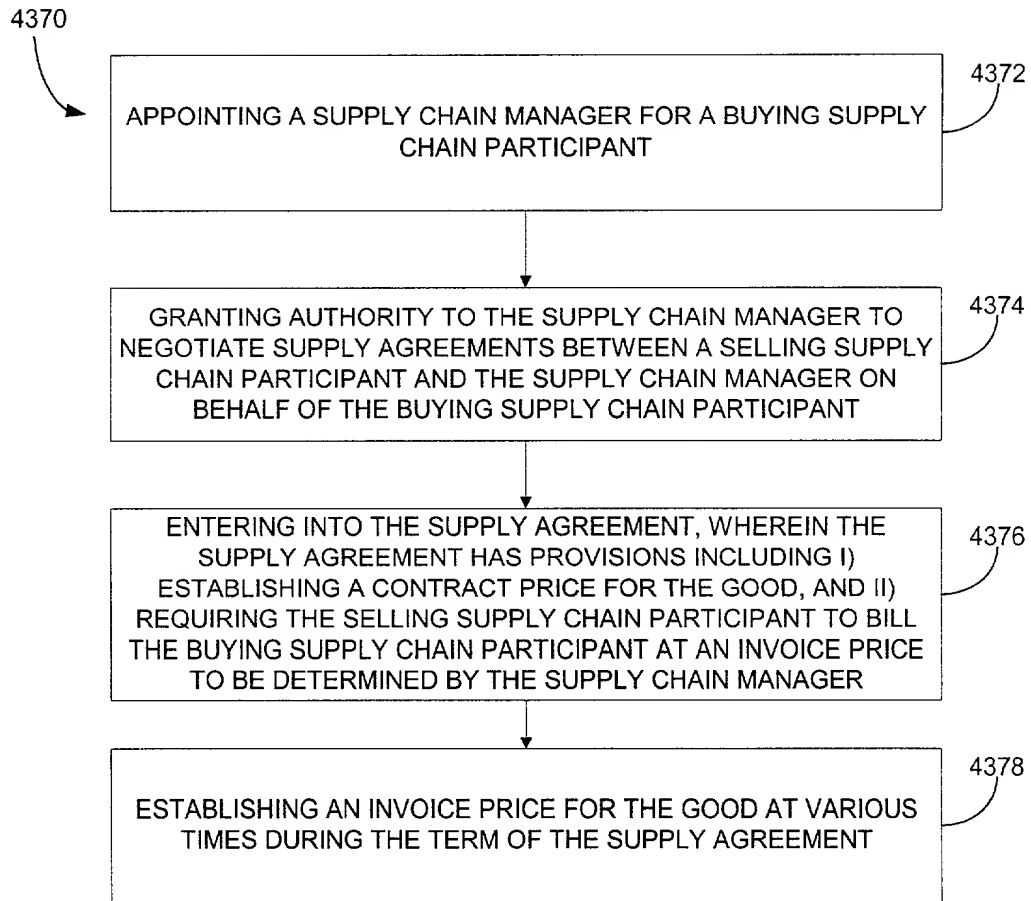 4370
4372
APPOINTING A SUPPLY CHAIN MANAGER FOR A BUYING SUPPLY
CHAIN PARTICIPANT
4374
GRANTING AUTHORITY TO THE SUPPLY CHAIN MANAGER TO
NEGOTIATE SUPPLY AGREEMENTS BETWEEN A SELLING SUPPLY
CHAIN PARTICIPANT AND THE SUPPLY CHAIN MANAGER ON
BEHALF OF THE BUYING SUPPLY CHAIN PARTICIPANT
4376
ENTERING INTO THE SUPPLY AGREEMENT, WHEREIN THE
SUPPLY AGREEMENT HAS PROVISIONS INCLUDING I)
ESTABLISHING A CONTRACT PRICE FOR THE GOOD, AND II)
REQUIRING THE SELLING SUPPLY CHAIN PARTICIPANT TO BILL
THE BUYING SUPPLY CHAIN PARTICIPANT AT AN INVOICE PRICE
TO BE DETERMINED BY THE SUPPLY CHAIN MANAGER
4378
ESTABLISHING AN INVOICE PRICE FOR THE GOOD AT VARIOUS
TIMES DURING THE TERM OF THE SUPPLY AGREEMENT